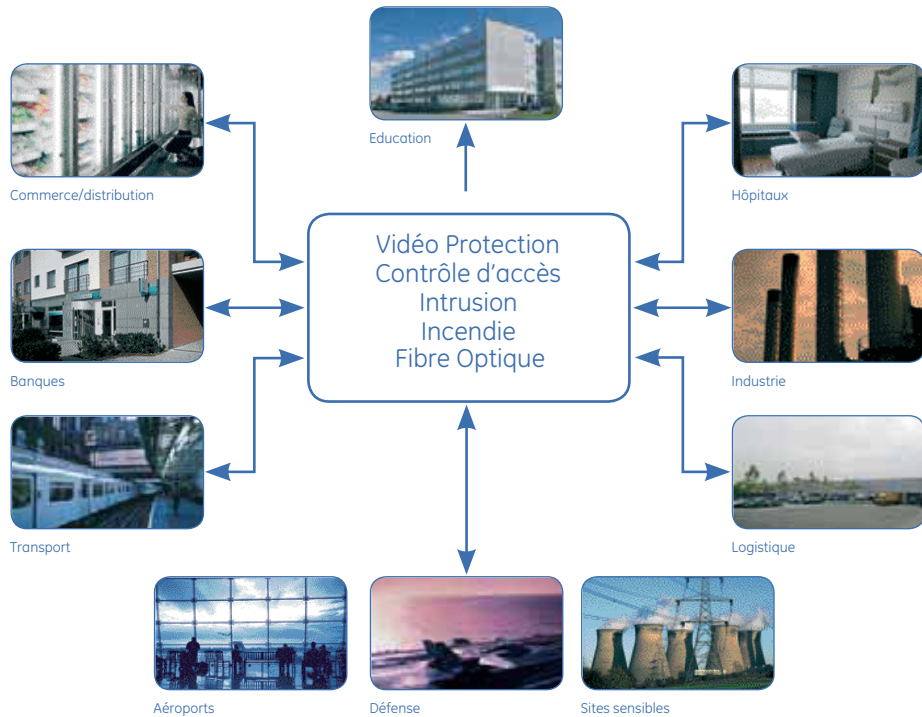 Education
Commerce/distribution
Hôpitaux
Vidéo Protection
Contrôle d'accès
Intrusion
Incendie
Fibre Optique
Banques
Industrie
Transport
Logistique
Aéroports
Défense
Sites sensibles